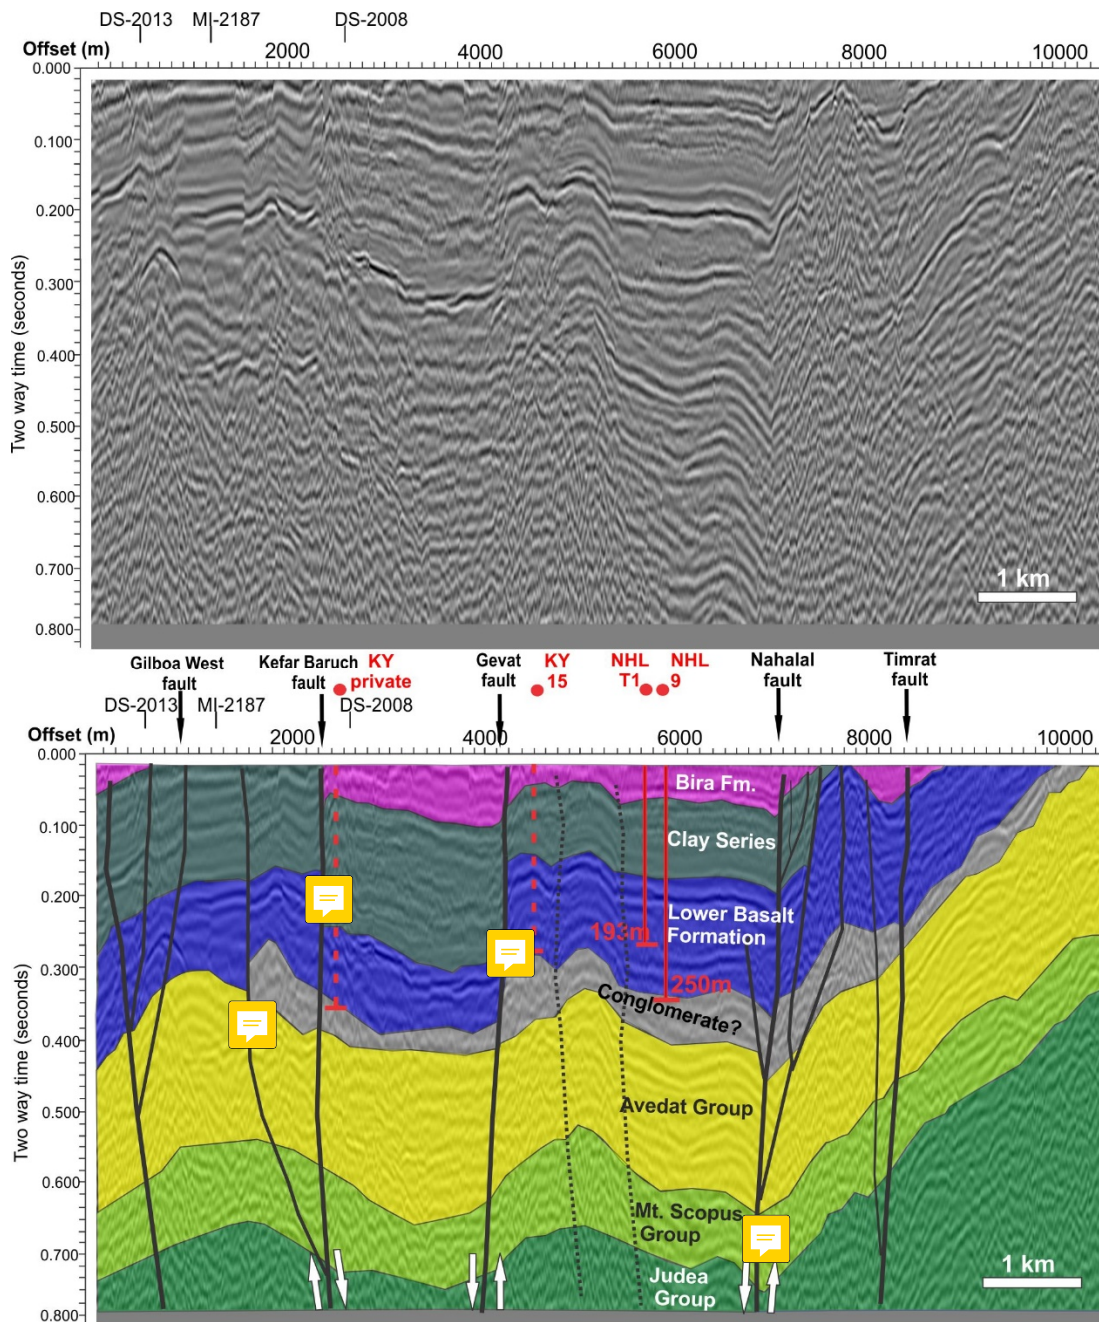 DS-2013 MI-2187 DS-2008
Offset (m) 2000 4000 6000 8000 10000
0.000
0.100
0.200
0.300
0.400
0.500
0.600
0.700
0.800
Two way time (seconds)
1 km
Gilboa West fault
Kefar Baruch fault
KY private
Gevat fault
KY 15
NHL T1
NHL 9
Nahalal fault
Timrat fault
DS-2013 MI-2187 DS-2008
Offset (m) 2000 4000 6000 8000 10000
0.000
0.100
0.200
0.300
0.400
0.500
0.600
0.700
0.800
Two way time (seconds)
Bira Fm.
Clay Series
Lower Basalt
Formation
193m
250m
Conglomerate?
Avedat Group
Mt. Scopus
Group
Judea
Group
1 km